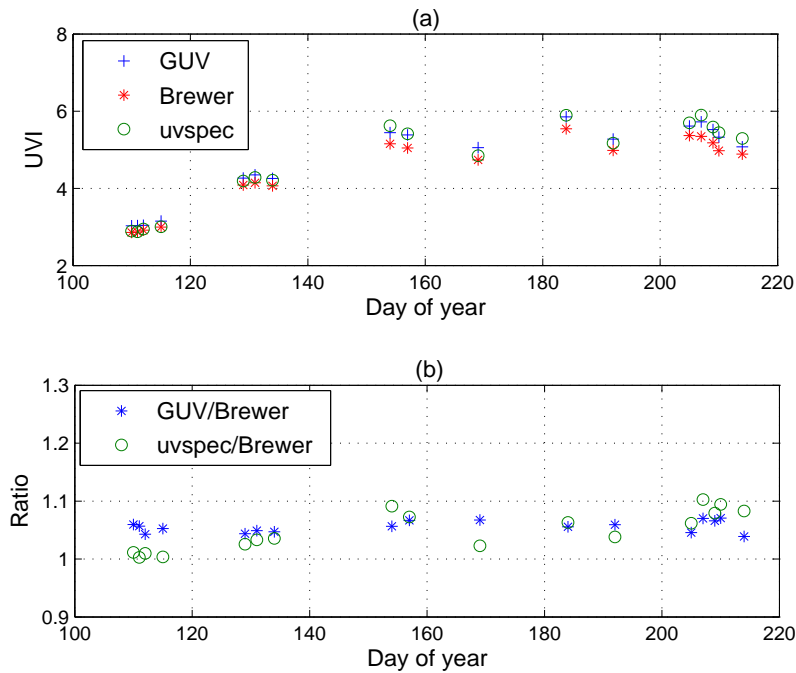 (a)
8
6
4
2
UVI
GUV
Brewer
uvspec
100 120 140 160 180 200 220
Day of year
(b)
1.3
1.2
1.1
1
0.9
Ratio
GUV/Brewer
uvspec/Brewer
100 120 140 160 180 200 220
Day of year